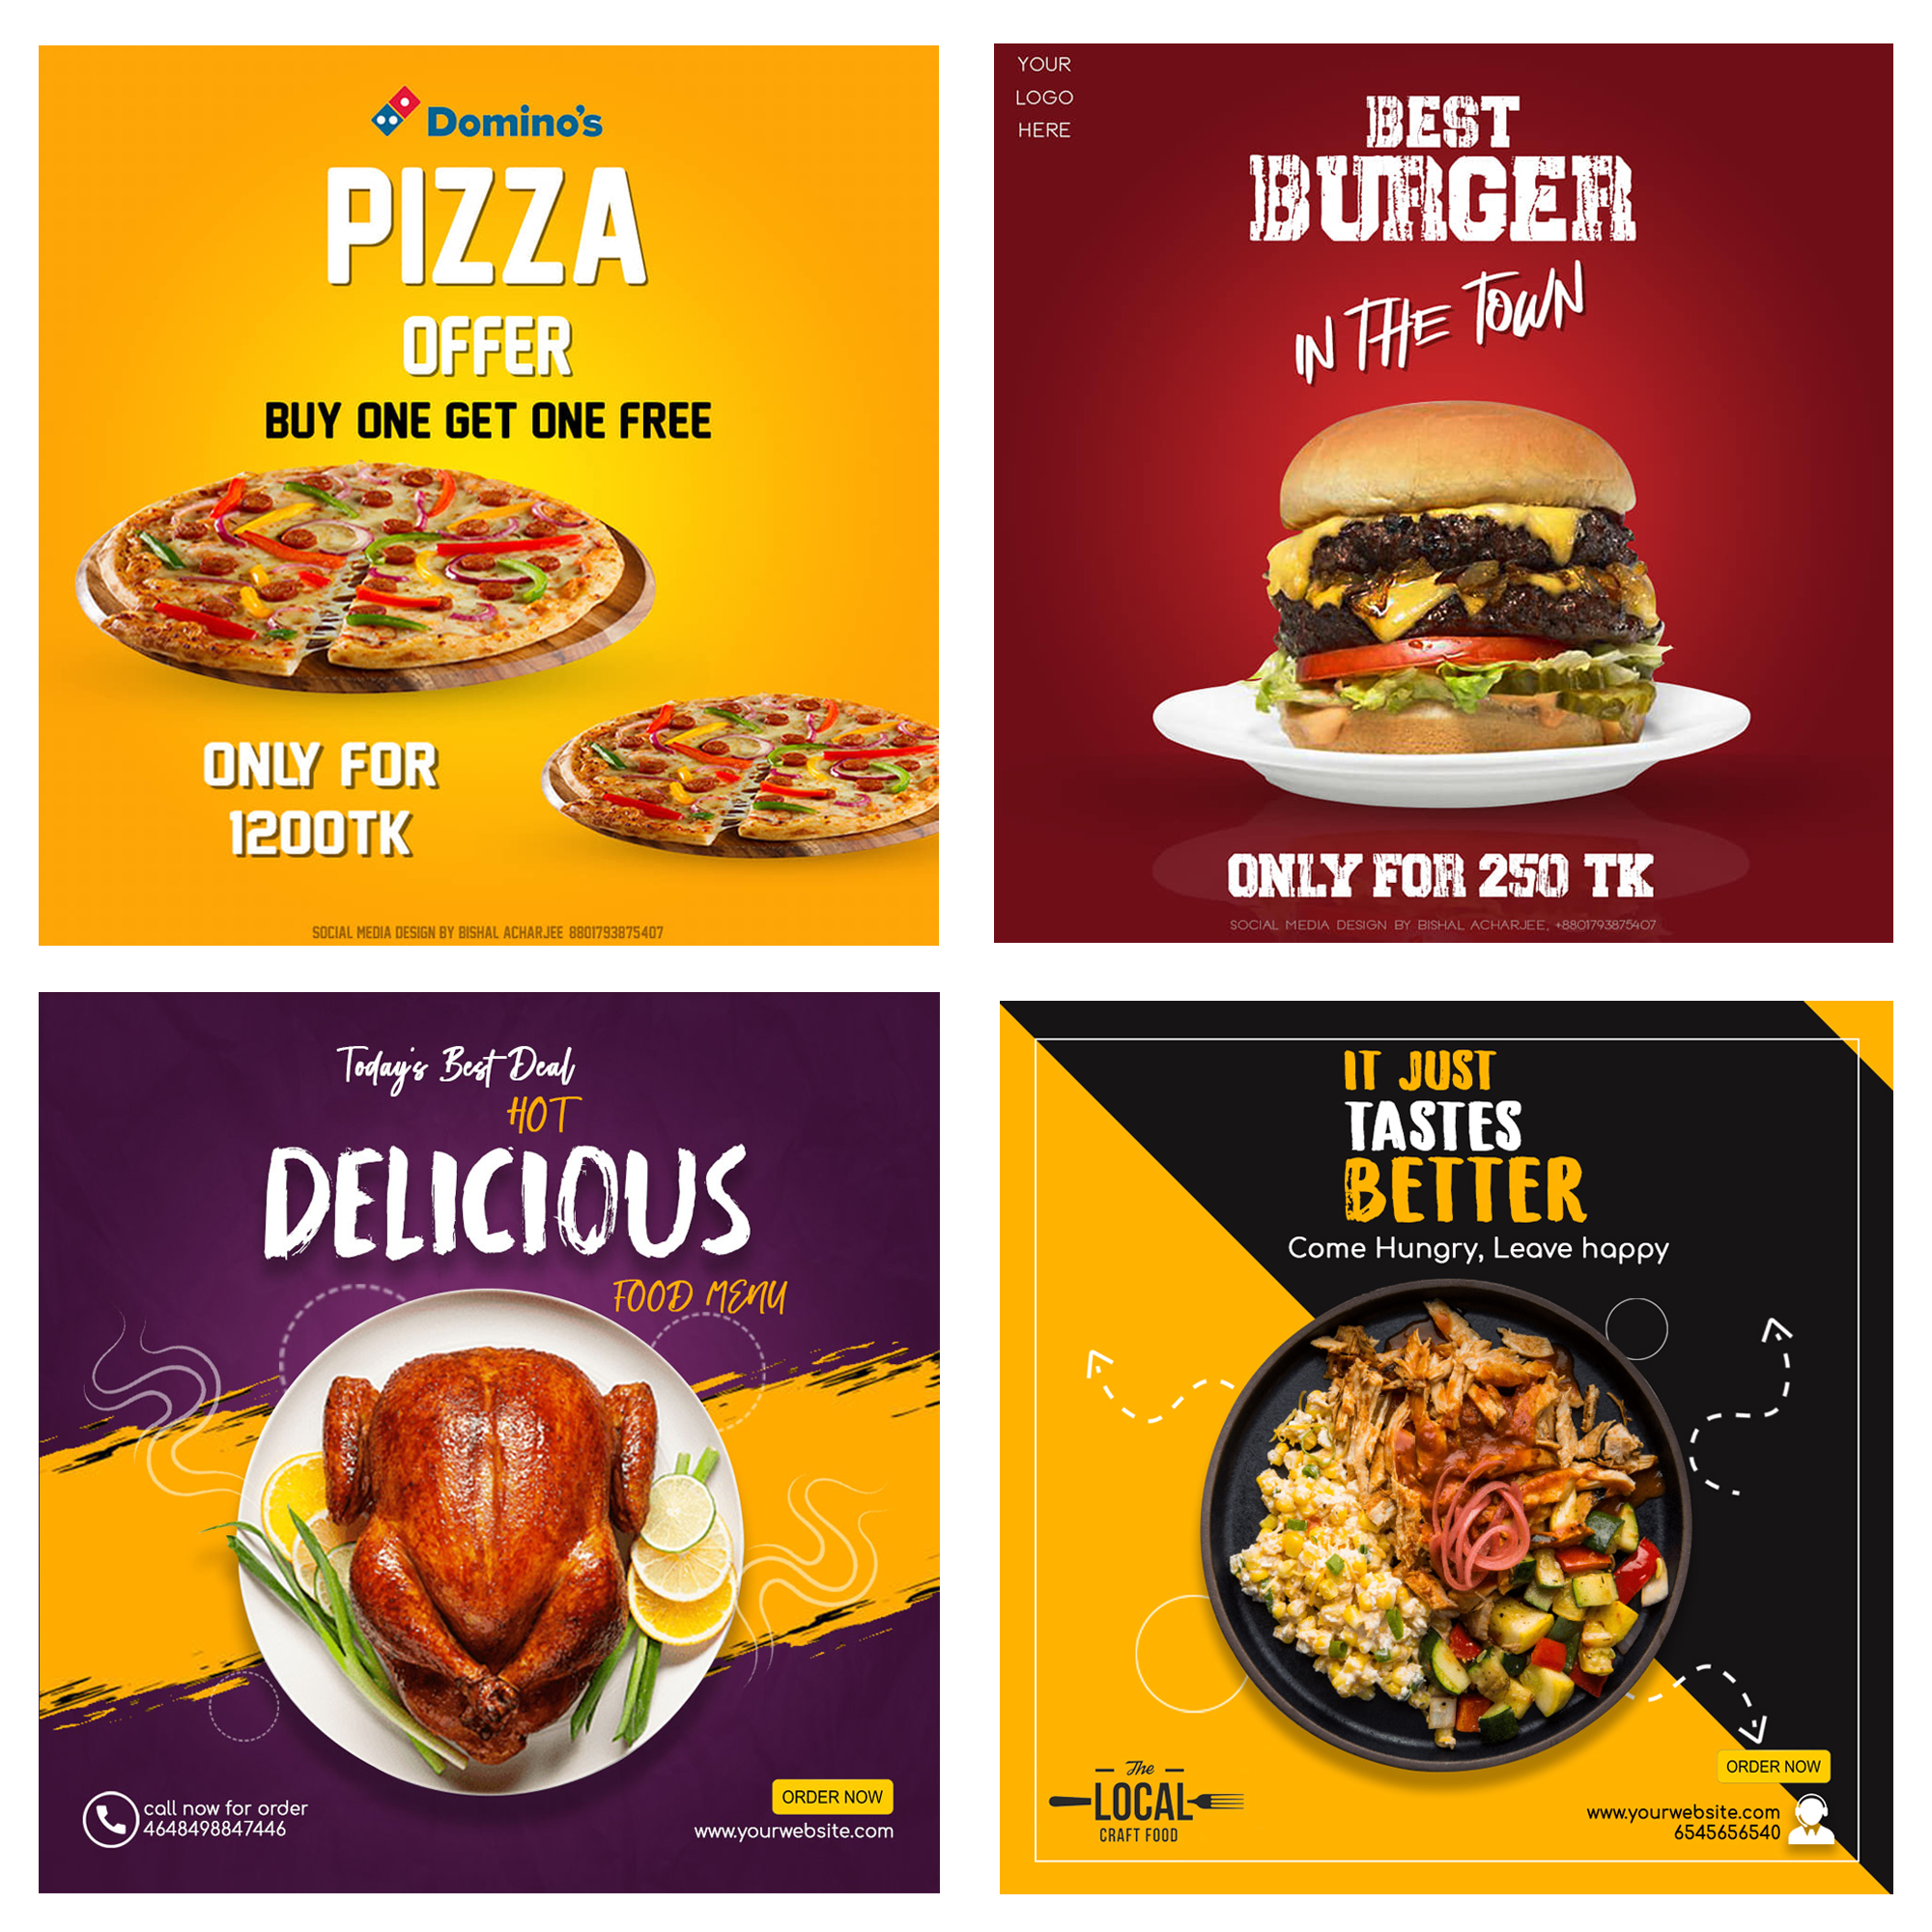 Domino's
PIZZA
OFFER
BUY ONE GET ONE FREE
ONLY FOR
1200TK
SOCIAL MEDIA DESIGN BY BISHAL ACHARJEE 8801793875407
YOUR
LOGO
HERE
BEST
BURGER
IN THE TOWN
ONLY FOR 250 TK
SOCIAL MEDIA DESIGN BY BISHAL ACHARJEE, +8801793875407
Today's Best Deal
HOT
DELICIOUS
FOOD MENU
call now for order
4648498847446
ORDER NOW
www.yourwebsite.com
IT JUST
TASTES
BETTER
Come Hungry, Leave happy
The
LOCAL
CRAFT FOOD
ORDER NOW
www.yourwebsite.com
6545656540